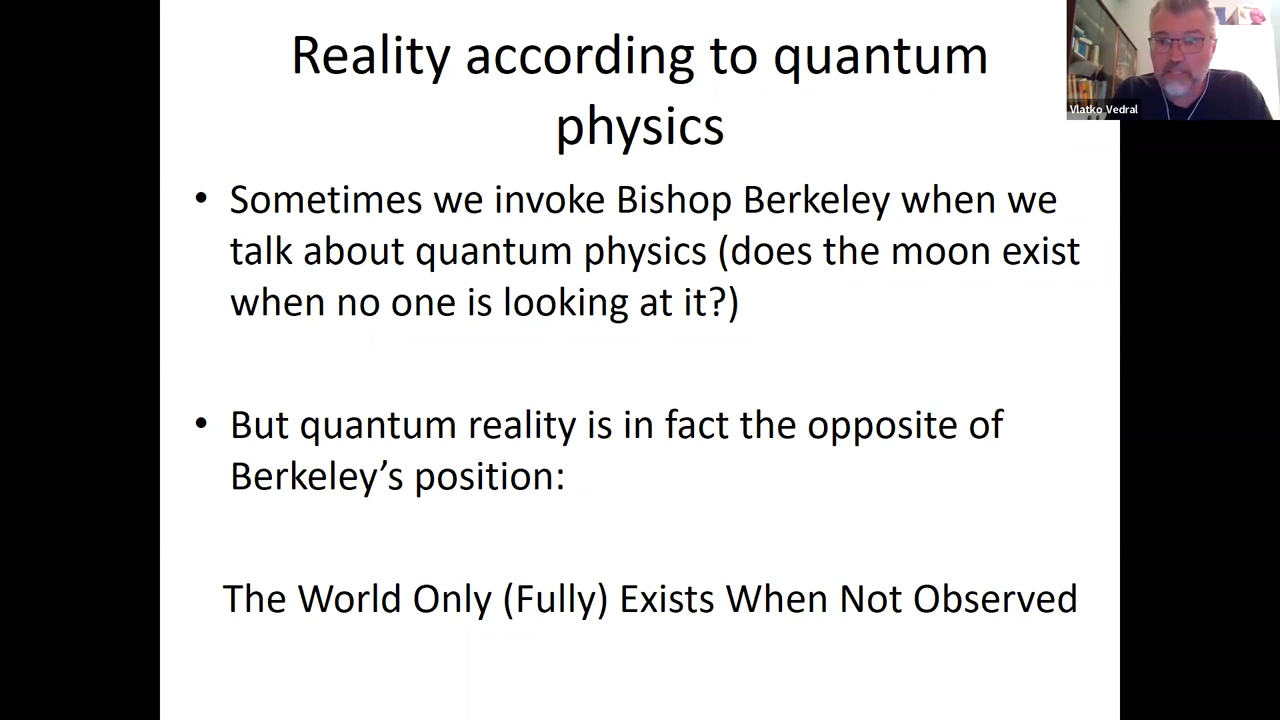 Reality according to quantum
physics
• Sometimes we invoke Bishop Berkeley when we
talk about quantum physics (does the moon exist
when no one is looking at it?)
• But quantum reality is in fact the opposite of
Berkeley’s position:
The World Only (Fully) Exists When Not Observed
Vlatko Vedral